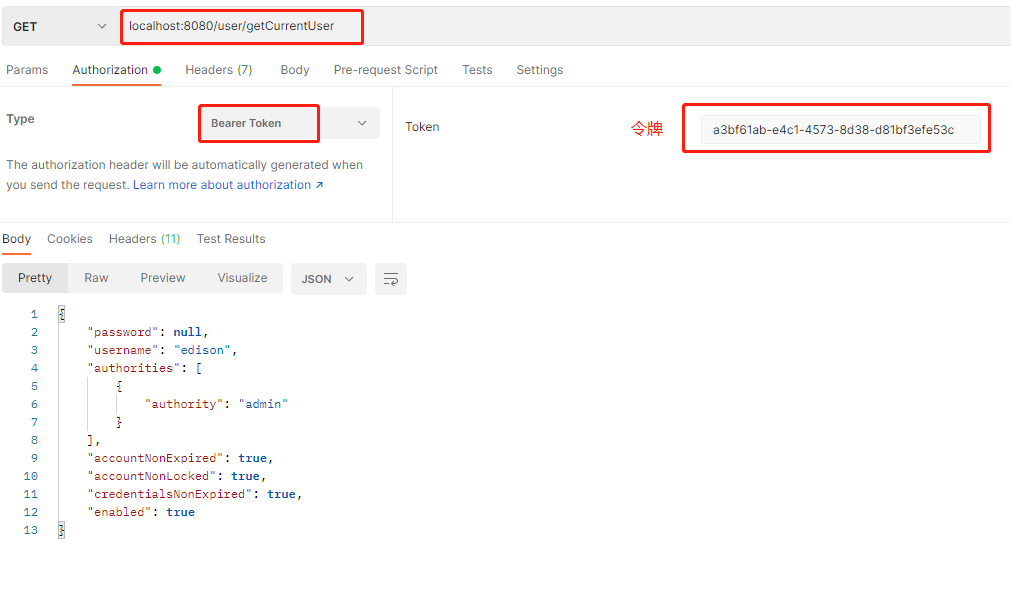 GET localhost:8080/user/getCurrentUser
Params Authorization Headers (7) Body Pre-request Script Tests Settings
Type Bearer Token Token 令牌 a3bf61ab-e4c1-4573-8d38-d81bf3efe53c
The authorization header will be automatically generated when
you send the request. Learn more about authorization ↗
Body Cookies Headers (11) Test Results
Pretty Raw Preview Visualize JSON
1 {
2 "password": null,
3 "username": "edison",
4 "authorities": [
5 {
6 "authority": "admin"
7 }
8 ],
9 "accountNonExpired": true,
10 "accountNonLocked": true,
11 "credentialsNonExpired": true,
12 "enabled": true
13 }